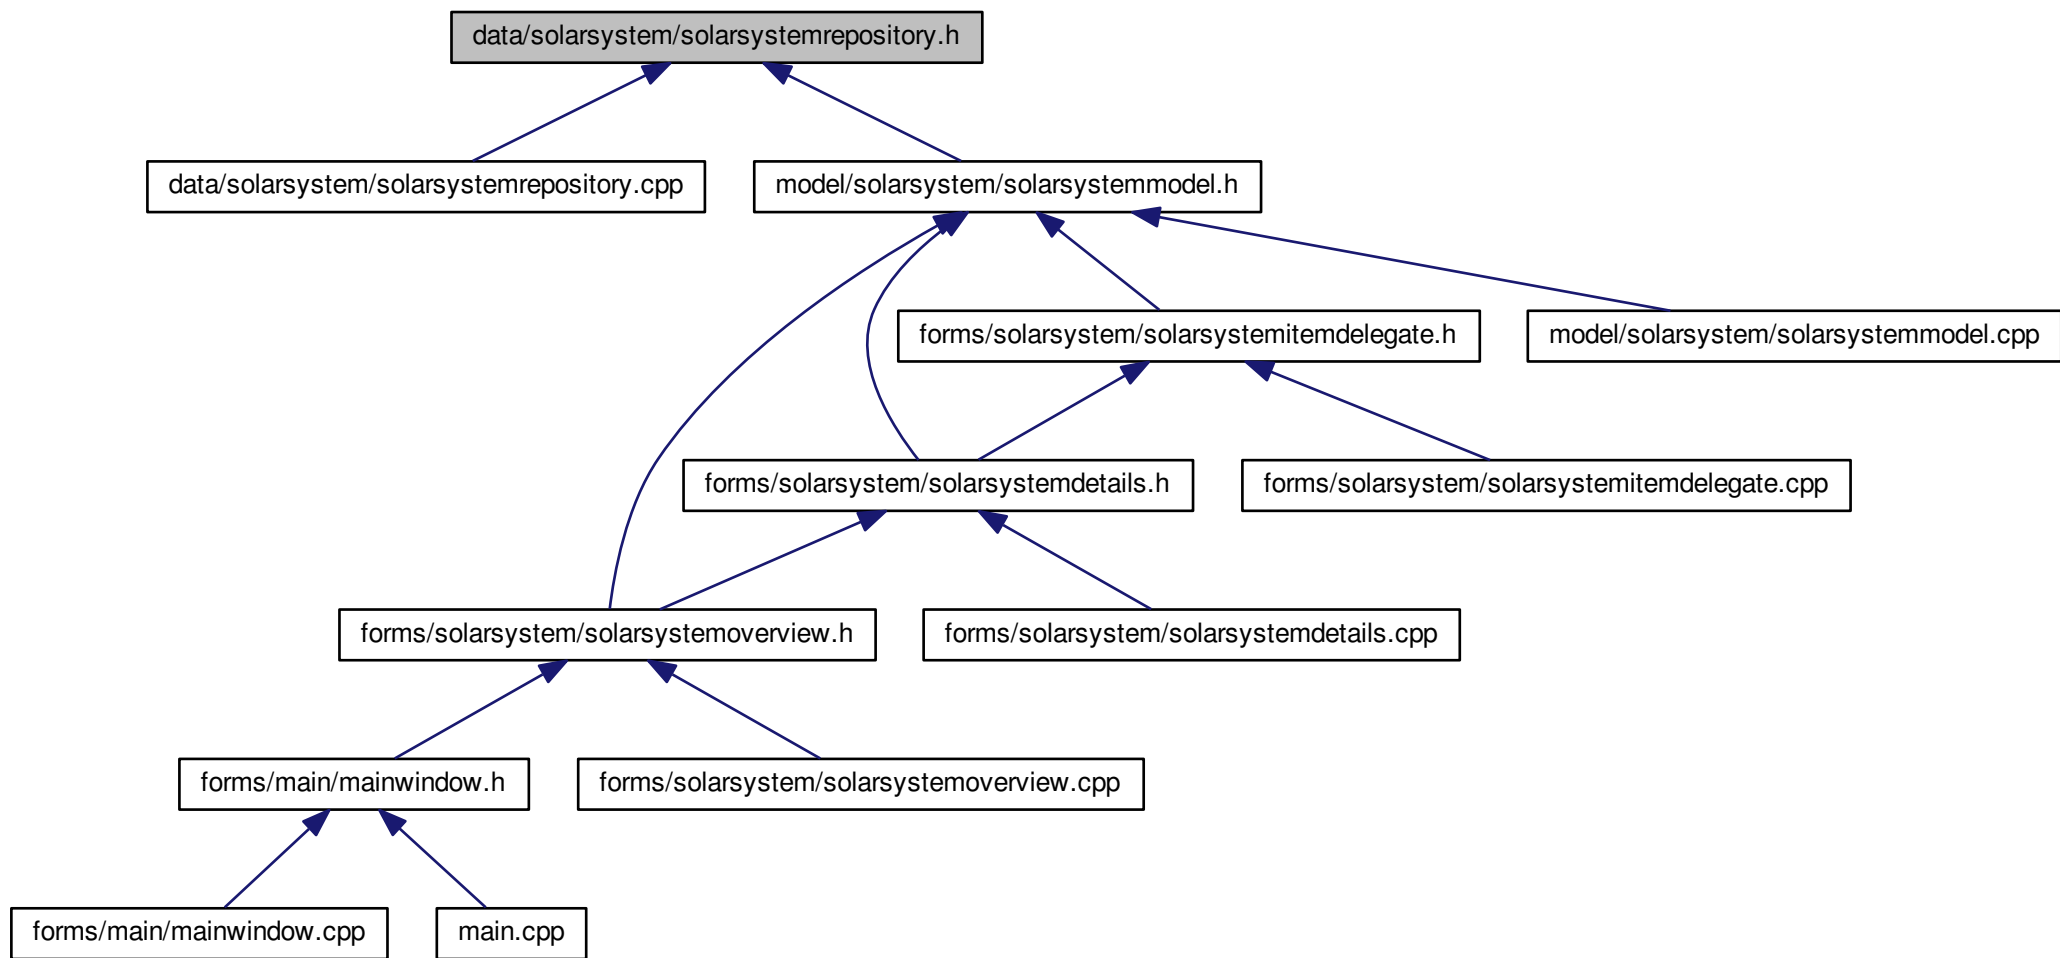 data/solarsystem/solarsystemrepository.h
data/solarsystem/solarsystemrepository.cpp
model/solarsystem/solarsystemmodel.h
forms/solarsystem/solarsystemitemdelegate.h
model/solarsystem/solarsystemmodel.cpp
forms/solarsystem/solarsystemdetails.h
forms/solarsystem/solarsystemitemdelegate.cpp
forms/solarsystem/solarsystemoverview.h
forms/solarsystem/solarsystemdetails.cpp
forms/main/mainwindow.h
forms/solarsystem/solarsystemoverview.cpp
forms/main/mainwindow.cpp
main.cpp